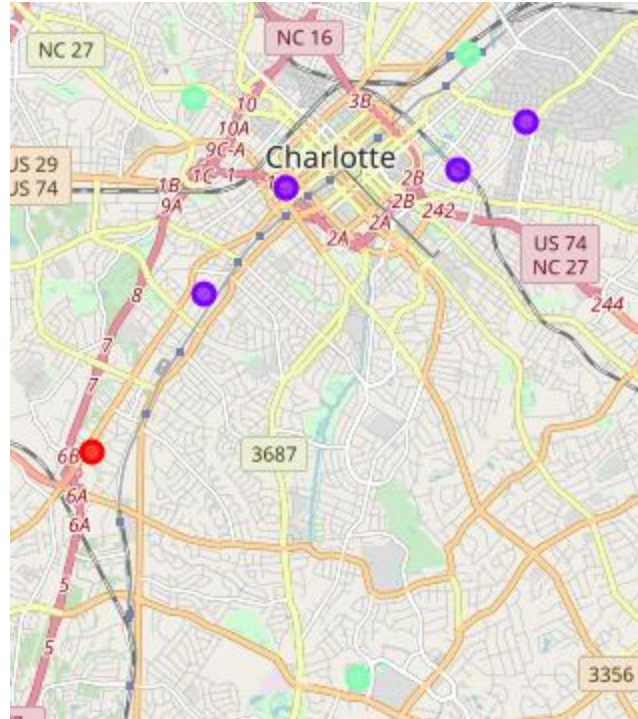 NC 16
NC 27
10
3B
10A
9C-A
Charlotte
US 29
US 74
1C
1
1B
9A
2B
2B
242
2A
2A
US 74
NC 27
8
244
7
7
3687
6B
6A
6A
5
5
3356